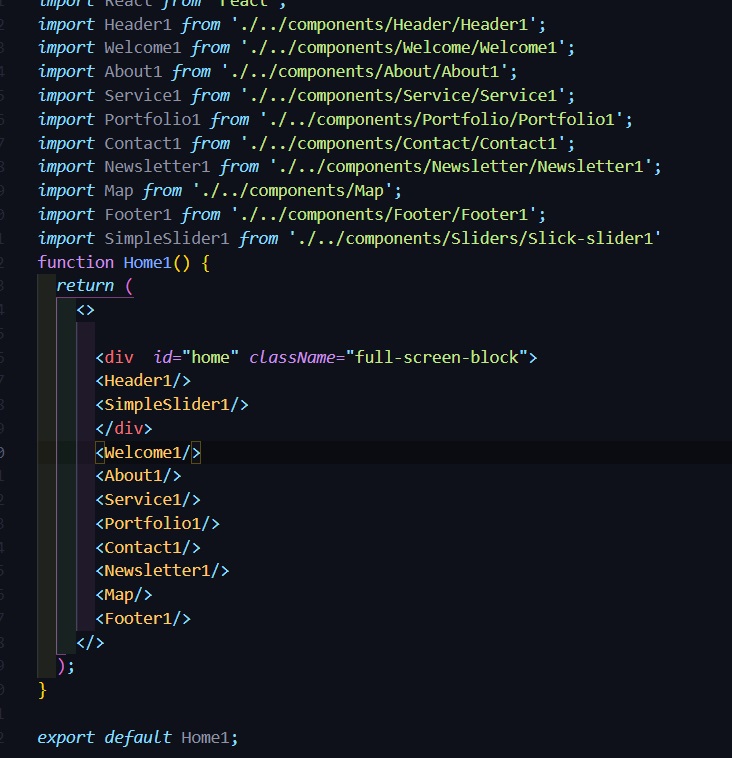 import React from 'react';
import Header1 from './../components/Header/Header1';
import Welcome1 from './../components/Welcome/Welcome1';
import About1 from './../components/About/About1';
import Service1 from './../components/Service/Service1';
import Portfolio1 from './../components/Portfolio/Portfolio1';
import Contact1 from './../components/Contact/Contact1';
import Newsletter1 from './../components/Newsletter/Newsletter1';
import Map from './../components/Map';
import Footer1 from './../components/Footer/Footer1';
import SimpleSlider1 from './../components/Sliders/Slick-slider1'
function Home1() {
return (
<>
<div  id="home" className="full-screen-block">
<Header1/>
<SimpleSlider1/>
</div>
<Welcome1/>
<About1/>
<Service1/>
<Portfolio1/>
<Contact1/>
<Newsletter1/>
<Map/>
<Footer1/>
</>
);
}
export default Home1;